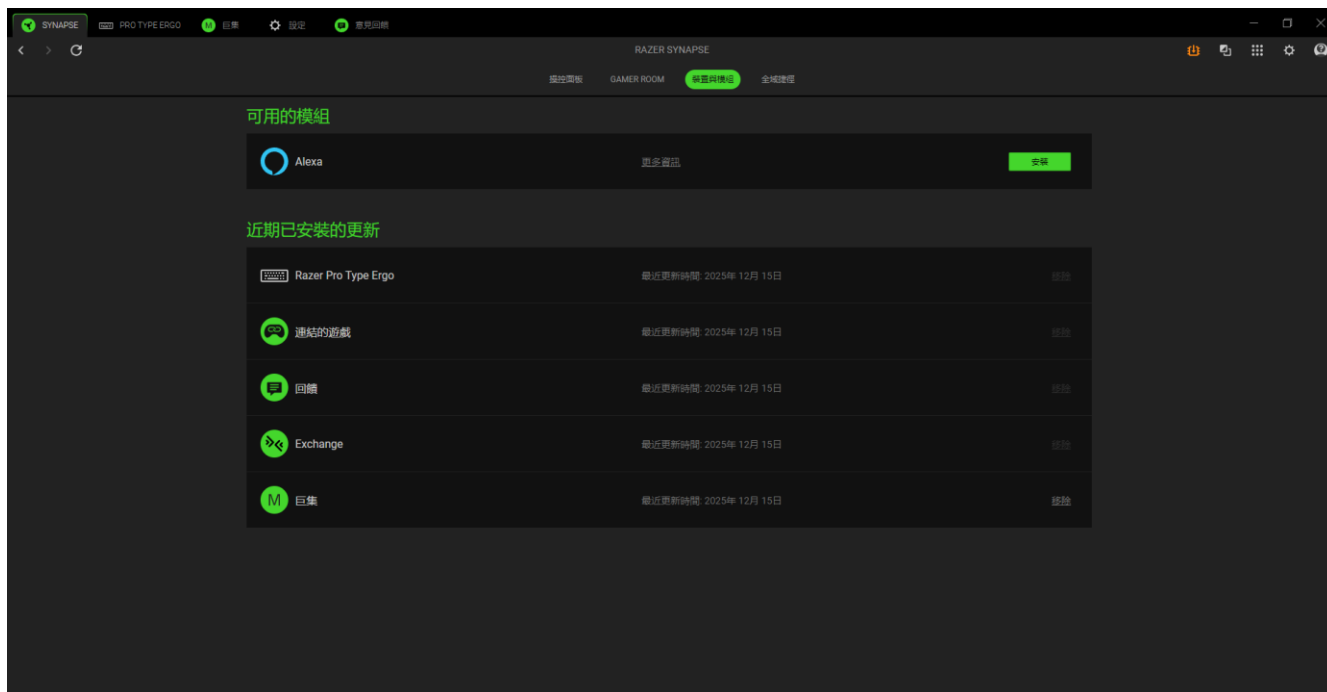 SYNAPSE PRO TYPE ERGO M 巨集 設定 意見回饋
RAZER SYNAPSE
操控面板 GAMER ROOM 裝置與模組 全域捷徑
可用的模組
Alexa 更多資訊 安裝
近期已安裝的更新
Razer Pro Type Ergo 最近更新時間: 2025年 12月 15日 移除
連結的遊戲 最近更新時間: 2025年 12月 15日 移除
回饋 最近更新時間: 2025年 12月 15日 移除
Exchange 最近更新時間: 2025年 12月 15日 移除
M 巨集 最近更新時間: 2025年 12月 15日 移除